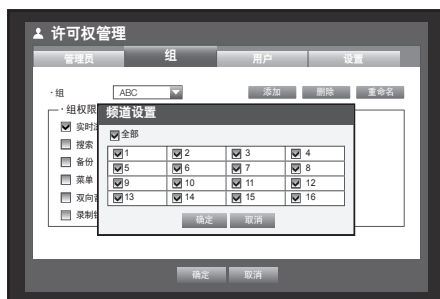 许可权管理
管理员 组 用户 设置
·组 ABC 添加 删除 重命名
·组权限
频道设置
实时
全部
搜索
1 2 3 4
备份
5 6 7 8
菜单
9 10 11 12
双向
13 14 15 16
录制
确定 取消
确定 取消